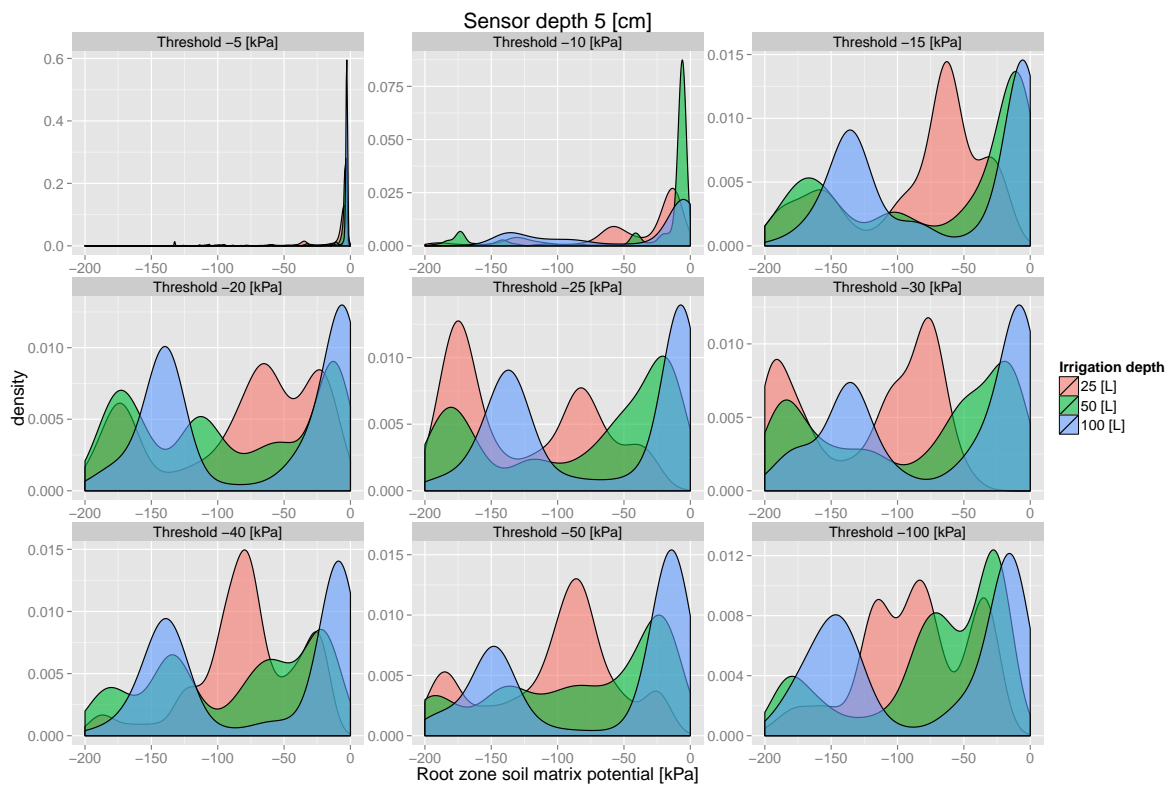 Sensor depth 5 [cm]
Threshold −5 [kPa]
Threshold −10 [kPa]
Threshold −15 [kPa]
0.6
0.4
0.2
0.0
0.075
0.050
0.025
0.000
0.015
0.010
0.005
0.000
−200 −150 −100 −50 0
−200 −150 −100 −50 0
−200 −150 −100 −50 0
Threshold −20 [kPa]
Threshold −25 [kPa]
Threshold −30 [kPa]
density
0.010
0.005
0.000
0.010
0.005
0.000
0.010
0.005
0.000
−200 −150 −100 −50 0
−200 −150 −100 −50 0
−200 −150 −100 −50 0
Irrigation depth
25 [L]
50 [L]
100 [L]
Threshold −40 [kPa]
Threshold −50 [kPa]
Threshold −100 [kPa]
0.015
0.010
0.005
0.000
0.015
0.010
0.005
0.000
0.012
0.008
0.004
0.000
−200 −150 −100 −50 0
−200 −150 −100 −50 0
−200 −150 −100 −50 0
Root zone soil matrix potential [kPa]